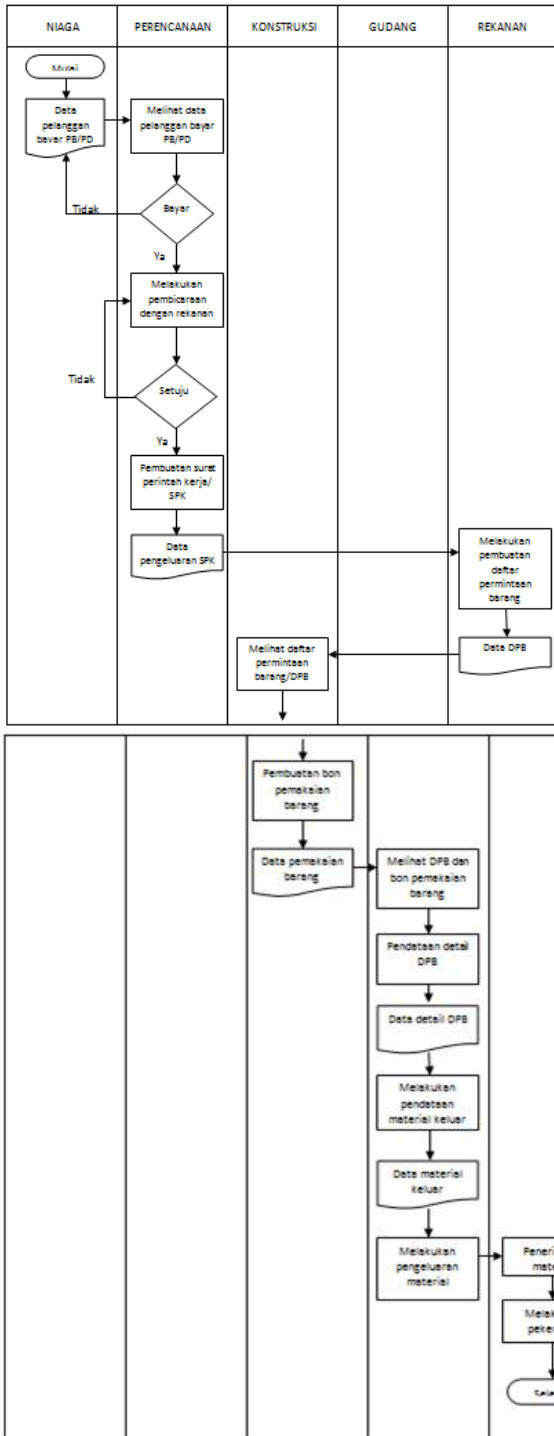 NIAGA
PERENCANAAN
KONSTRUKSI
GUDANG
REKANAN
Mulai
Data
pelanggan
bayar PB/PD
Melihat data
pelanggan bayar
PB/PD
Tidak
Bayar
Ya
Melakukan
pembicaraan
dengan rekanan
Tidak
Setuju
Ya
Pembuatan surat
perintah kerja/
SPK
Data
pengeluaran SPK
Melakukan
pembuatan
daftar
permintaan
barang
Data DPB
Melihat daftar
permintaan
barang/DPB
Pembuatan bon
pemakaian
barang
Data pemakaian
barang
Melihat DPB dan
bon pemakaian
barang
Pendataan detail
DPB
Data detail DPB
Melakukan
pendataan
material keluar
Data material
keluar
Melakukan
pengeluaran
material